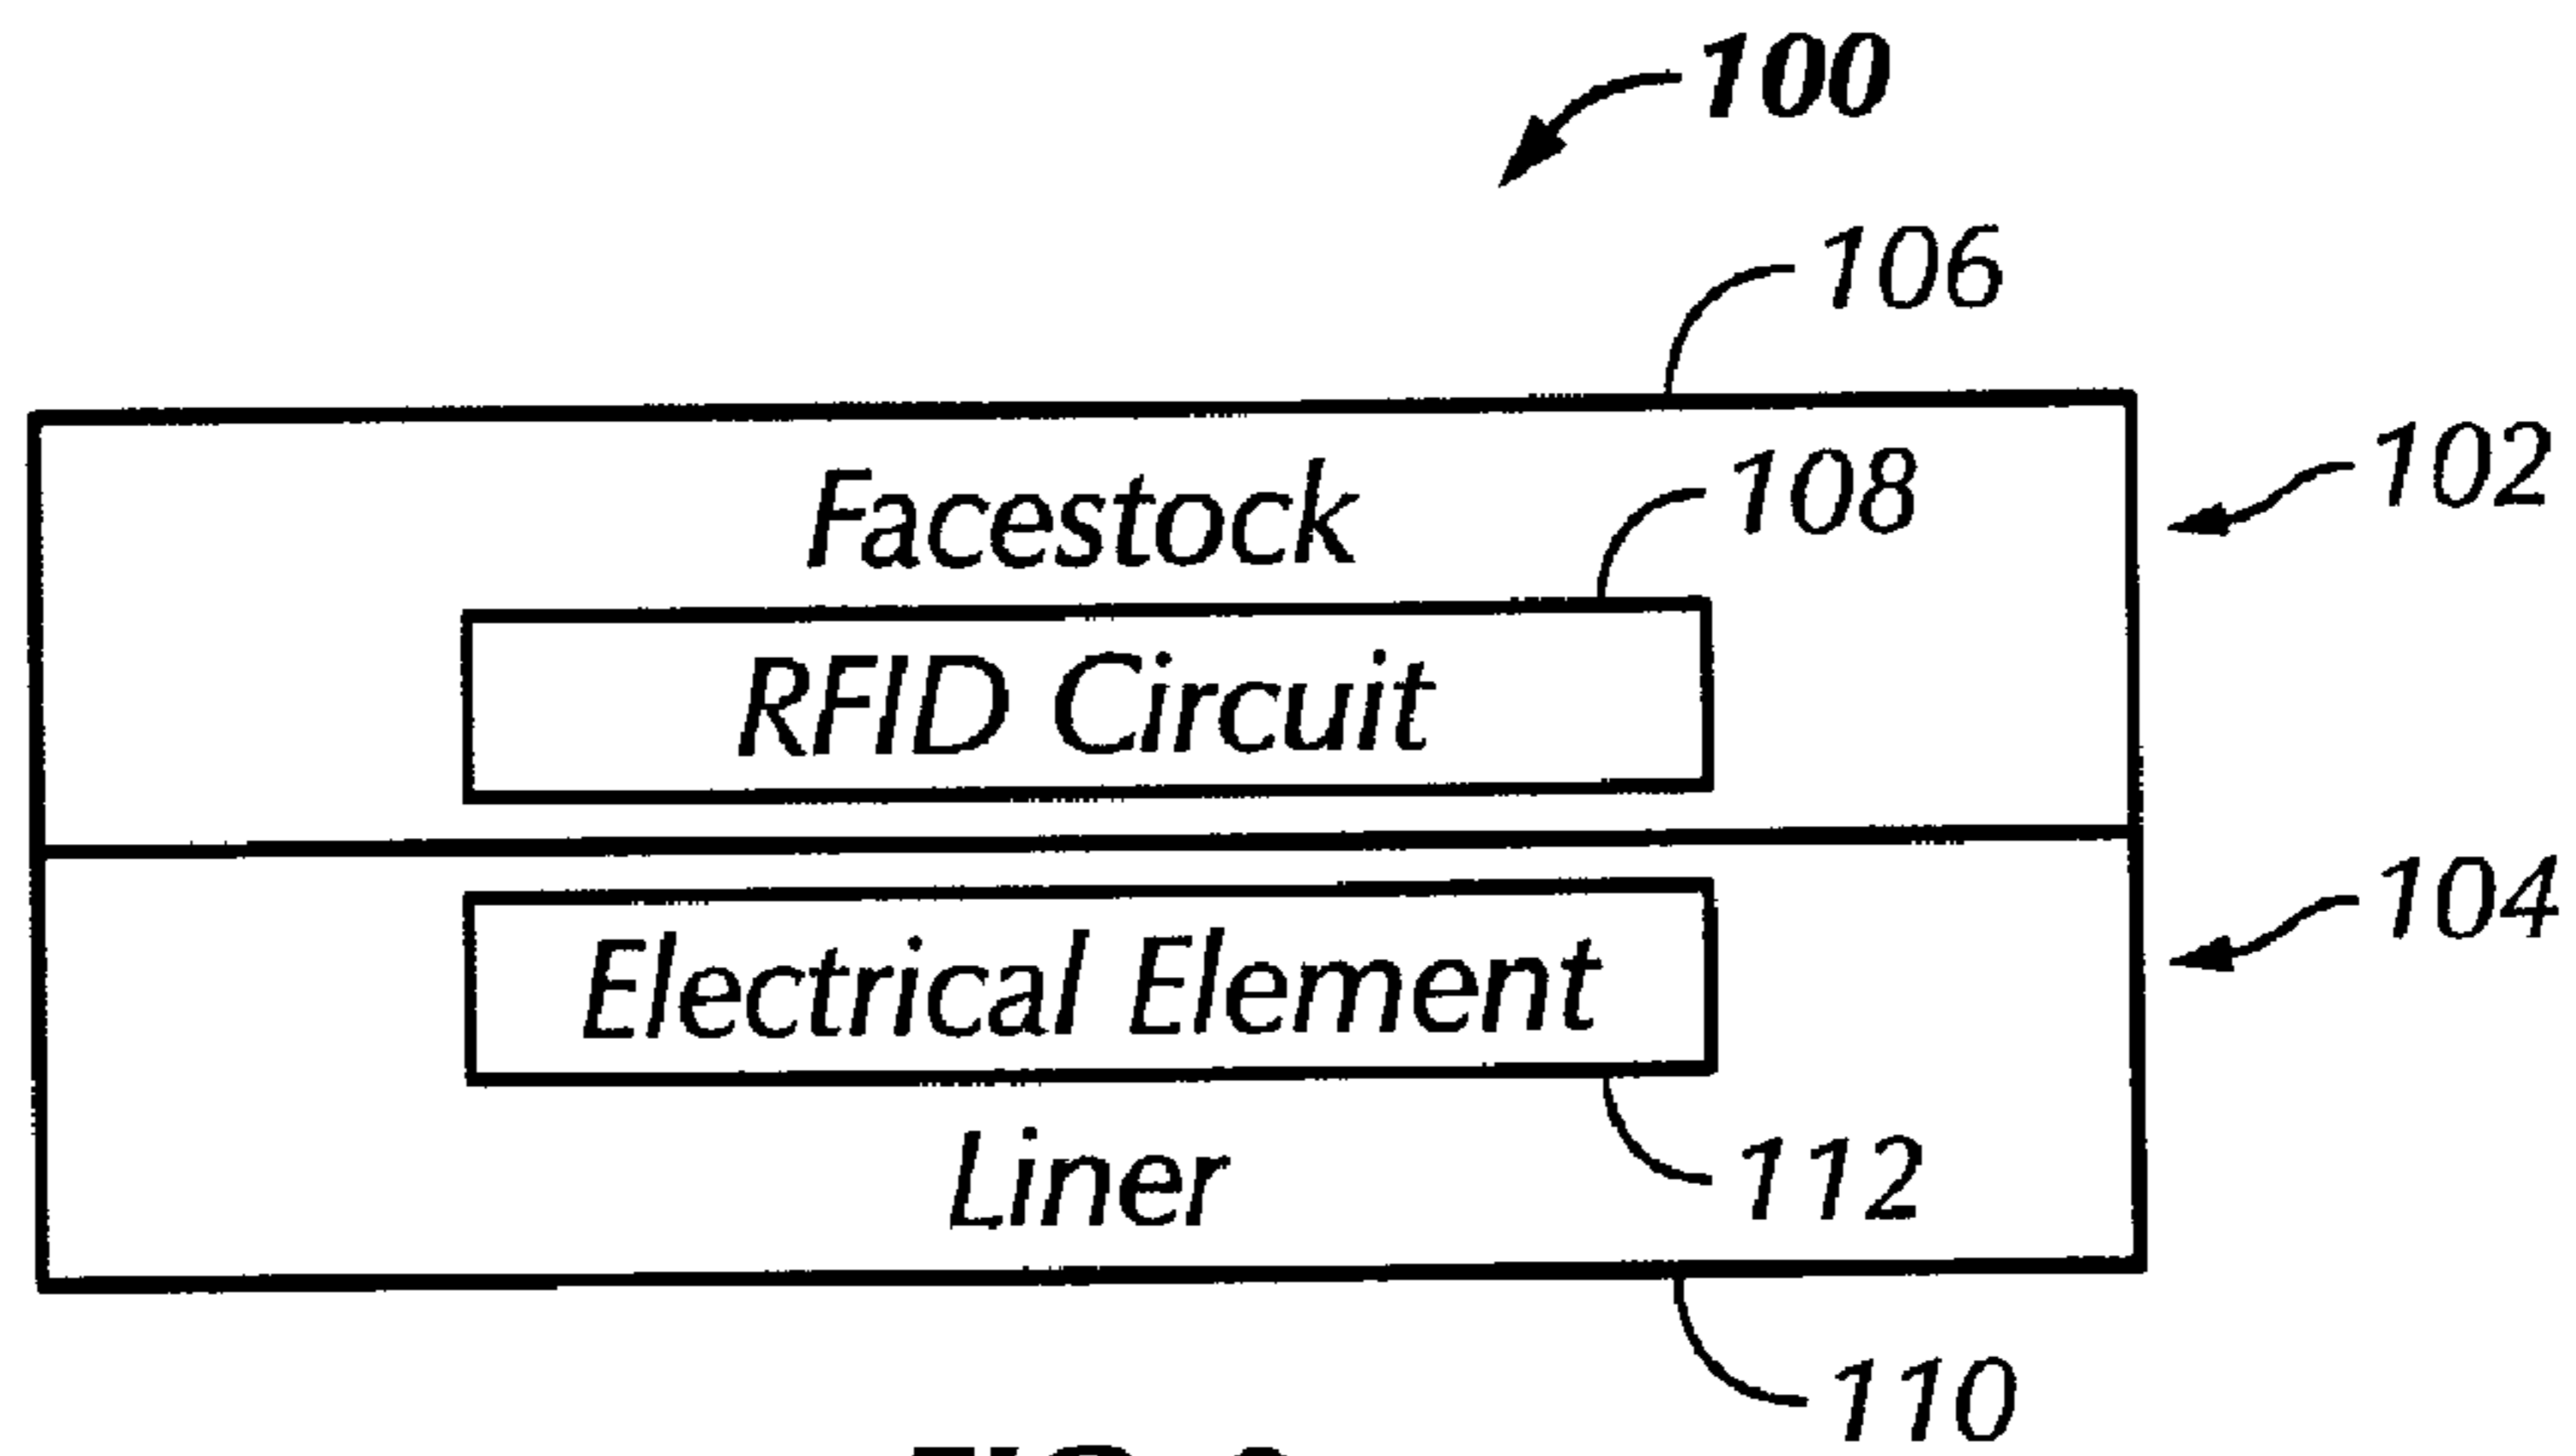 100
106
Facestock
108
102
RFID Circuit
104
Electrical Element
112
Liner
110